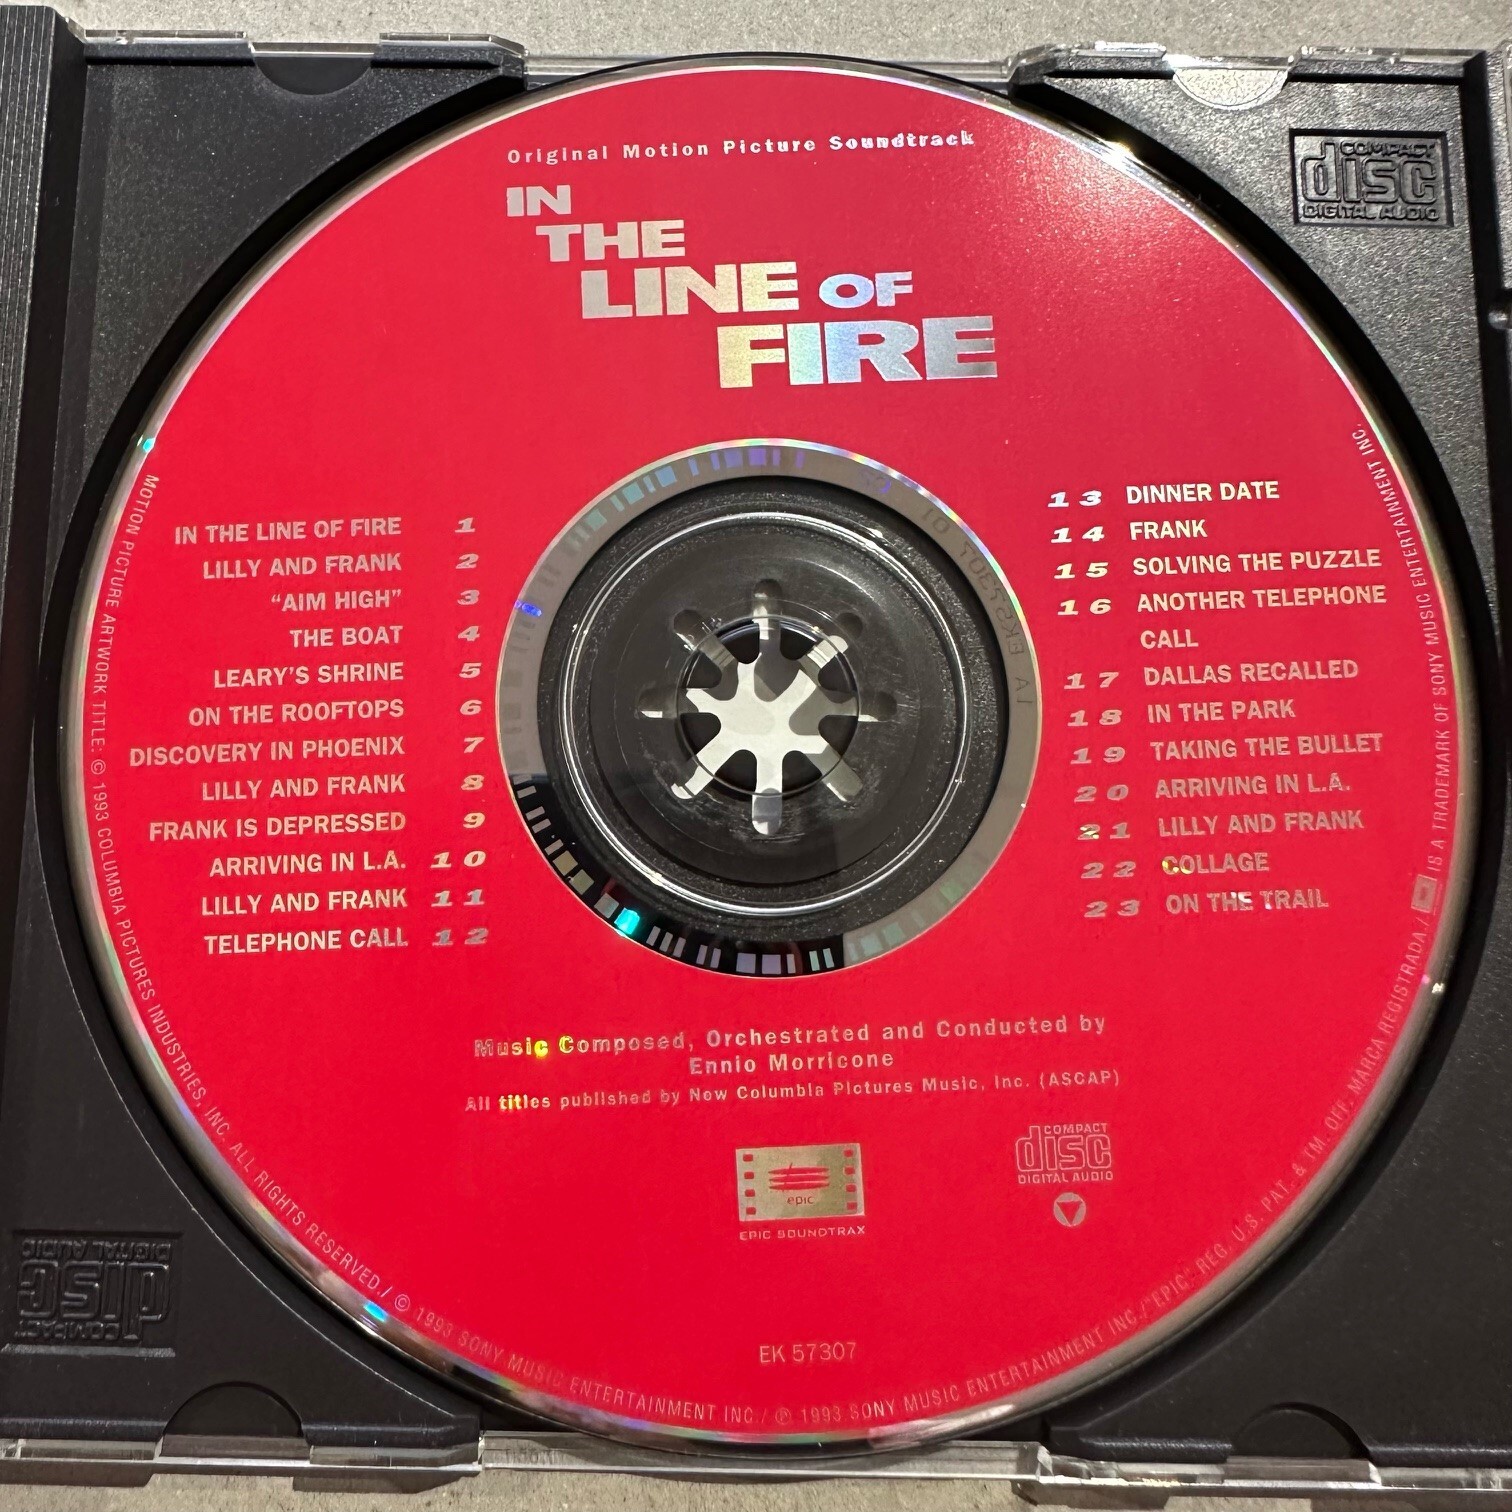 Original Motion Picture Soundtrack
IN
THE
LINE OF
FIRE
IN THE LINE OF FIRE 1
LILLY AND FRANK 2
“AIM HIGH” 3
THE BOAT 4
LEARY’S SHRINE 5
ON THE ROOFTOPS 6
DISCOVERY IN PHOENIX 7
LILLY AND FRANK 8
FRANK IS DEPRESSED 9
ARRIVING IN L.A. 10
LILLY AND FRANK 11
TELEPHONE CALL 12
13 DINNER DATE
14 FRANK
15 SOLVING THE PUZZLE
16 ANOTHER TELEPHONE
CALL
17 DALLAS RECALLED
18 IN THE PARK
19 TAKING THE BULLET
20 ARRIVING IN L.A.
21 LILLY AND FRANK
22 COLLAGE
23 ON THE TRAIL
Music Composed, Orchestrated and Conducted by
Ennio Morricone
All titles published by New Columbia Pictures Music, Inc. (ASCAP)
epic
EPIC SOUNDTRAX
COMPACT
disc
DIGITAL AUDIO
EK 57307
MOTION PICTURE ARTWORK TITLE: © 1993 COLUMBIA PICTURES INDUSTRIES, INC. ALL RIGHTS RESERVED./ © 1993 SONY MUSIC ENTERTAINMENT INC./ ℗ 1993 SONY MUSIC ENTERTAINMENT INC./"EPIC" REG. U.S. PAT. & TM. OFF. MARCA REGISTRADA./ IS A TRADEMARK OF SONY MUSIC ENTERTAINMENT INC.
COMPACT
disc
DIGITAL AUDIO
COMPACT
disc
DIGITAL AUDIO